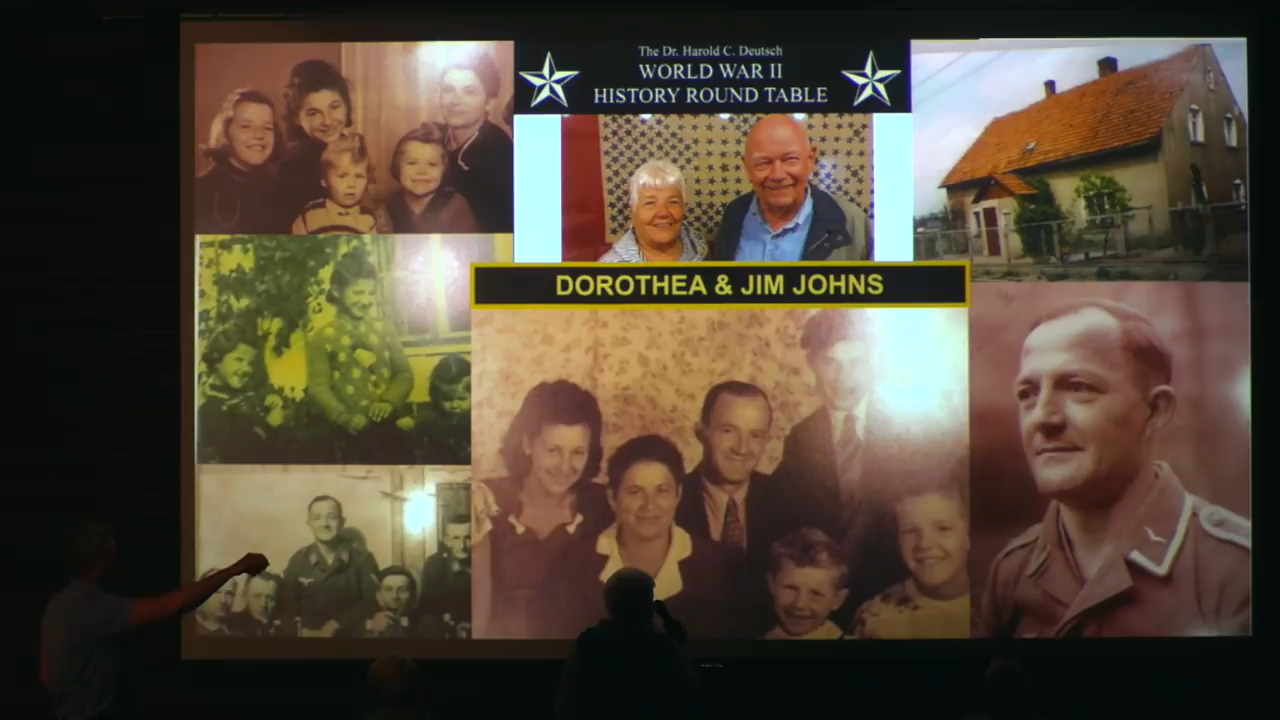 The Dr. Harold C. Deutsch
WORLD WAR II
HISTORY ROUND TABLE
DOROTHEA & JIM JOHNS